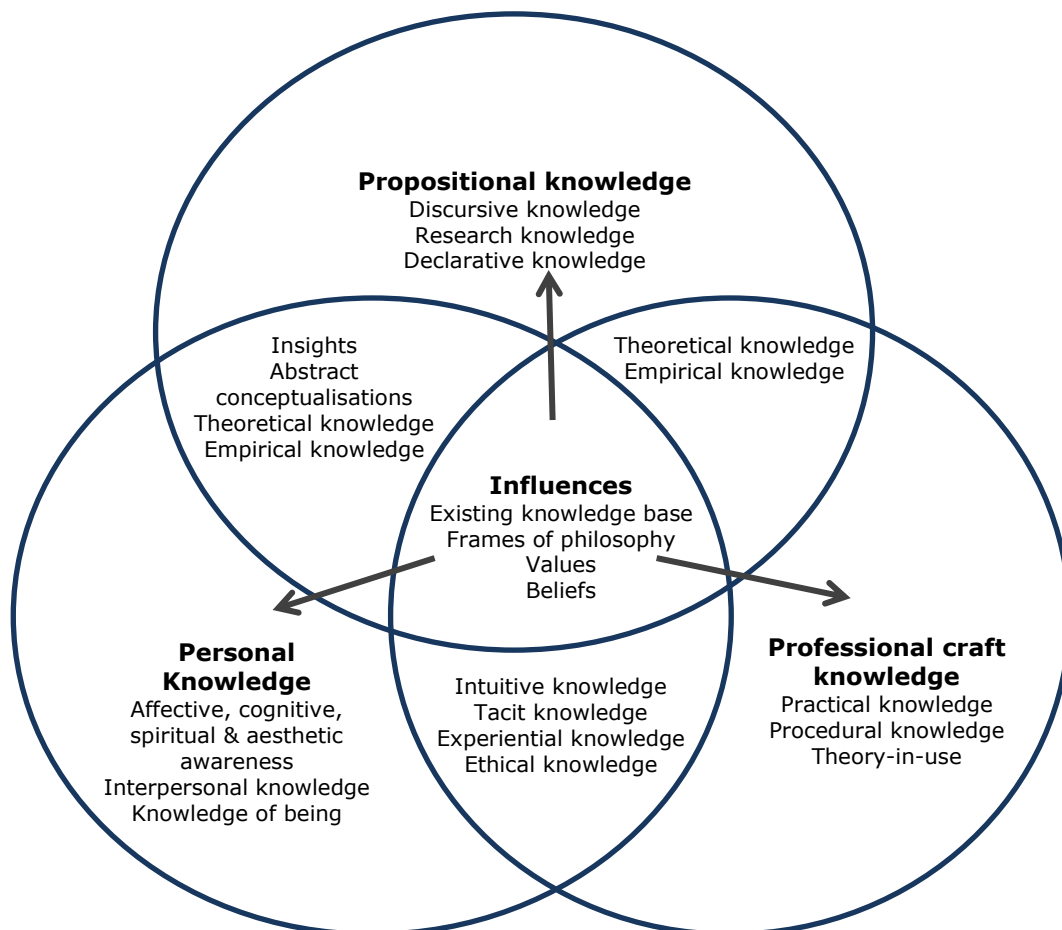 Propositional knowledge
Discursive knowledge
Research knowledge
Declarative knowledge
Insights
Abstract
conceptualisations
Theoretical knowledge
Empirical knowledge
Theoretical knowledge
Empirical knowledge
Influences
Existing knowledge base
Frames of philosophy
Values
Beliefs
Personal
Knowledge
Affective, cognitive,
spiritual & aesthetic
awareness
Interpersonal knowledge
Knowledge of being
Intuitive knowledge
Tacit knowledge
Experiential knowledge
Ethical knowledge
Professional craft
knowledge
Practical knowledge
Procedural knowledge
Theory-in-use